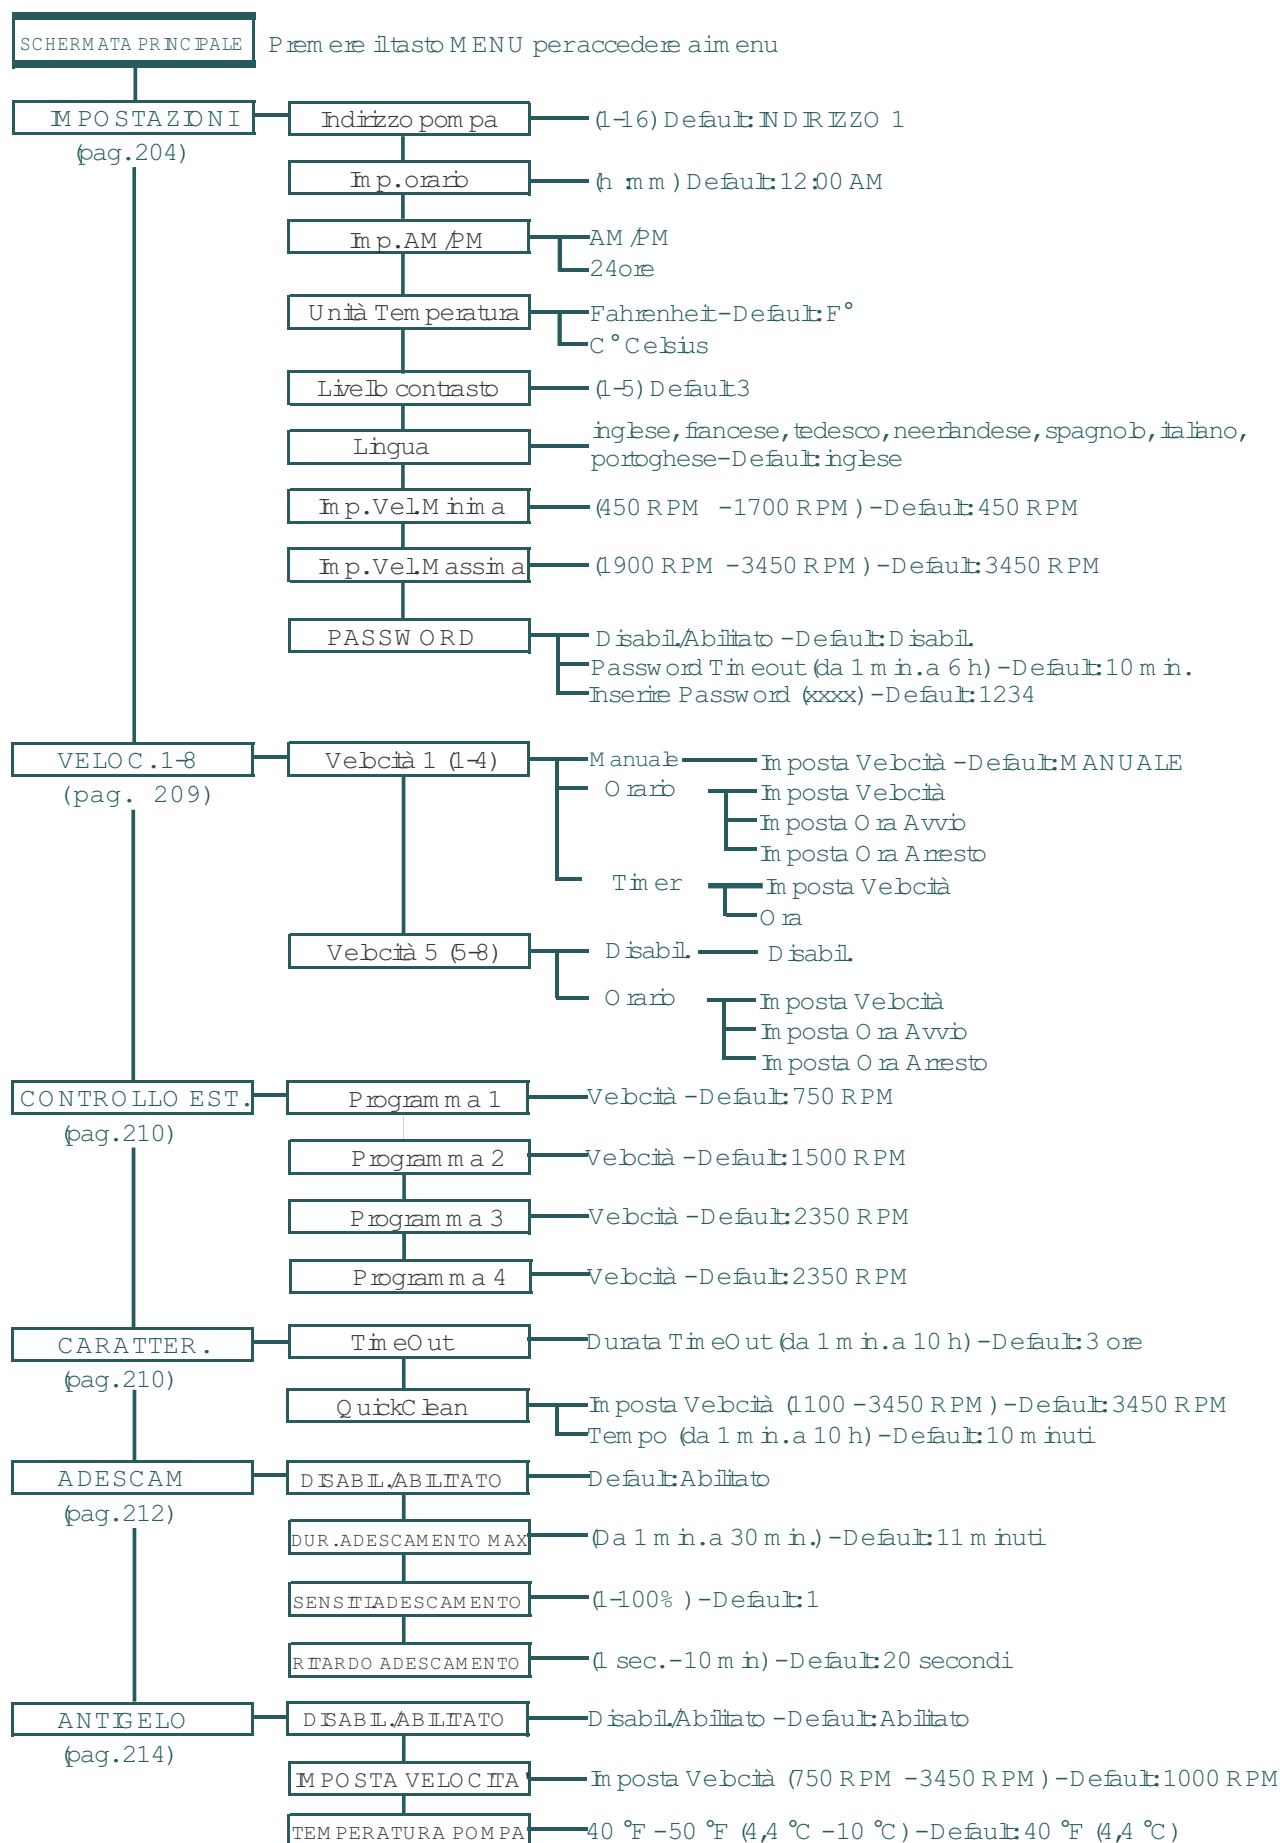 SCHERMATA PRINCIPALE Premere il tasto MENU per accedere ai menu
IMPOSTAZIONI Indirizzo pompa (1-16) Default: INDIRIZZO 1
(pag. 204)
Imp. orario (h :mm) Default: 12:00 AM
Imp. AM/PM AM/PM
24ore
Unità Temperatura Fahrenheit - Default: F°
C° Celsius
Livello contrasto (1-5) Default 3
Lingua inglese, francese, tedesco, neerlandese, spagnolo, italiano,
portoghese - Default: inglese
Imp. Vel. Minima (450 RPM - 1700 RPM) - Default: 450 RPM
Imp. Vel. Massima (1900 RPM - 3450 RPM) - Default: 3450 RPM
PASSWORD Disabil./Abilitato - Default: Disabil.
Password Timeout (da 1 min. a 6 h) - Default: 10 min.
Inserire Password (xxxx) - Default: 1234
VELOC. 1-8 Velocità 1 (1-4) Manuale Imposta Velocità - Default: MANUALE
(pag. 209)
Orario Imposta Velocità
Imposta Ora Avvio
Imposta Ora Arresto
Timer Imposta Velocità
Ora
Velocità 5 (5-8) Disabil. Disabil.
Orario Imposta Velocità
Imposta Ora Avvio
Imposta Ora Arresto
CONTROLLO EST. Programma 1 Velocità - Default: 750 RPM
(pag. 210)
Programma 2 Velocità - Default: 1500 RPM
Programma 3 Velocità - Default: 2350 RPM
Programma 4 Velocità - Default: 2350 RPM
CARATTER. TimeOut Durata TimeOut (da 1 min. a 10 h) - Default: 3 ore
(pag. 210)
QuickClean Imposta Velocità (1100 - 3450 RPM) - Default: 3450 RPM
Tempo (da 1 min. a 10 h) - Default: 10 minuti
ADESCAM DISABIL./ABILITATO Default: Abilitato
(pag. 212)
DUR. ADESCAMENTO MAX (Da 1 min. a 30 min.) - Default: 11 minuti
SENSITI. ADESCAMENTO (1-100%) - Default: 1
RITARDO ADESCAMENTO (1 sec. - 10 min) - Default: 20 secondi
ANTIGELO DISABIL./ABILITATO Disabil./Abilitato - Default: Abilitato
(pag. 214)
IMPOSTA VELOCITA' Imposta Velocità (750 RPM - 3450 RPM) - Default: 1000 RPM
TEMPERATURA POMPA 40 °F - 50 °F (4,4 °C - 10 °C) - Default: 40 °F (4,4 °C)